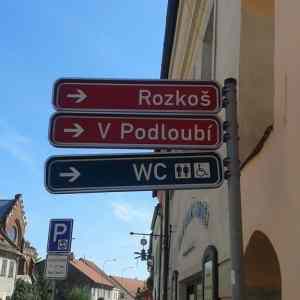 Rozkoš
V Podloubí
WC
P